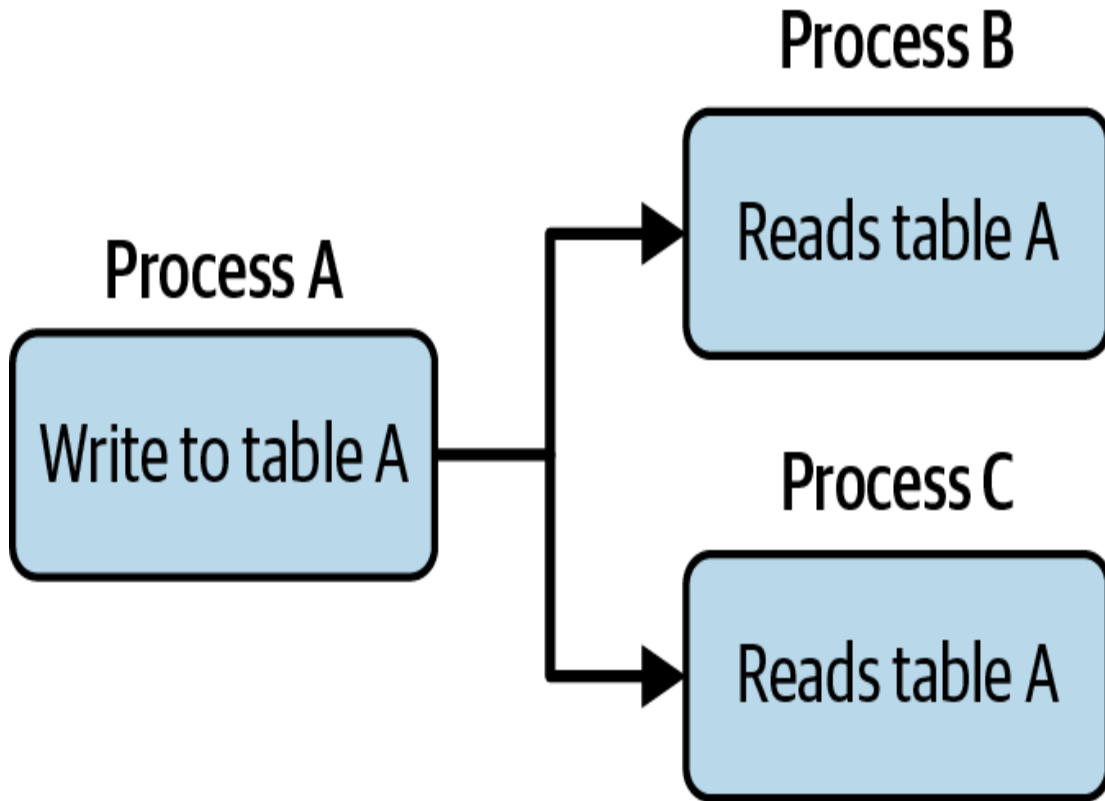 Process B
Reads table A
Process A
Write to table A
Process C
Reads table A